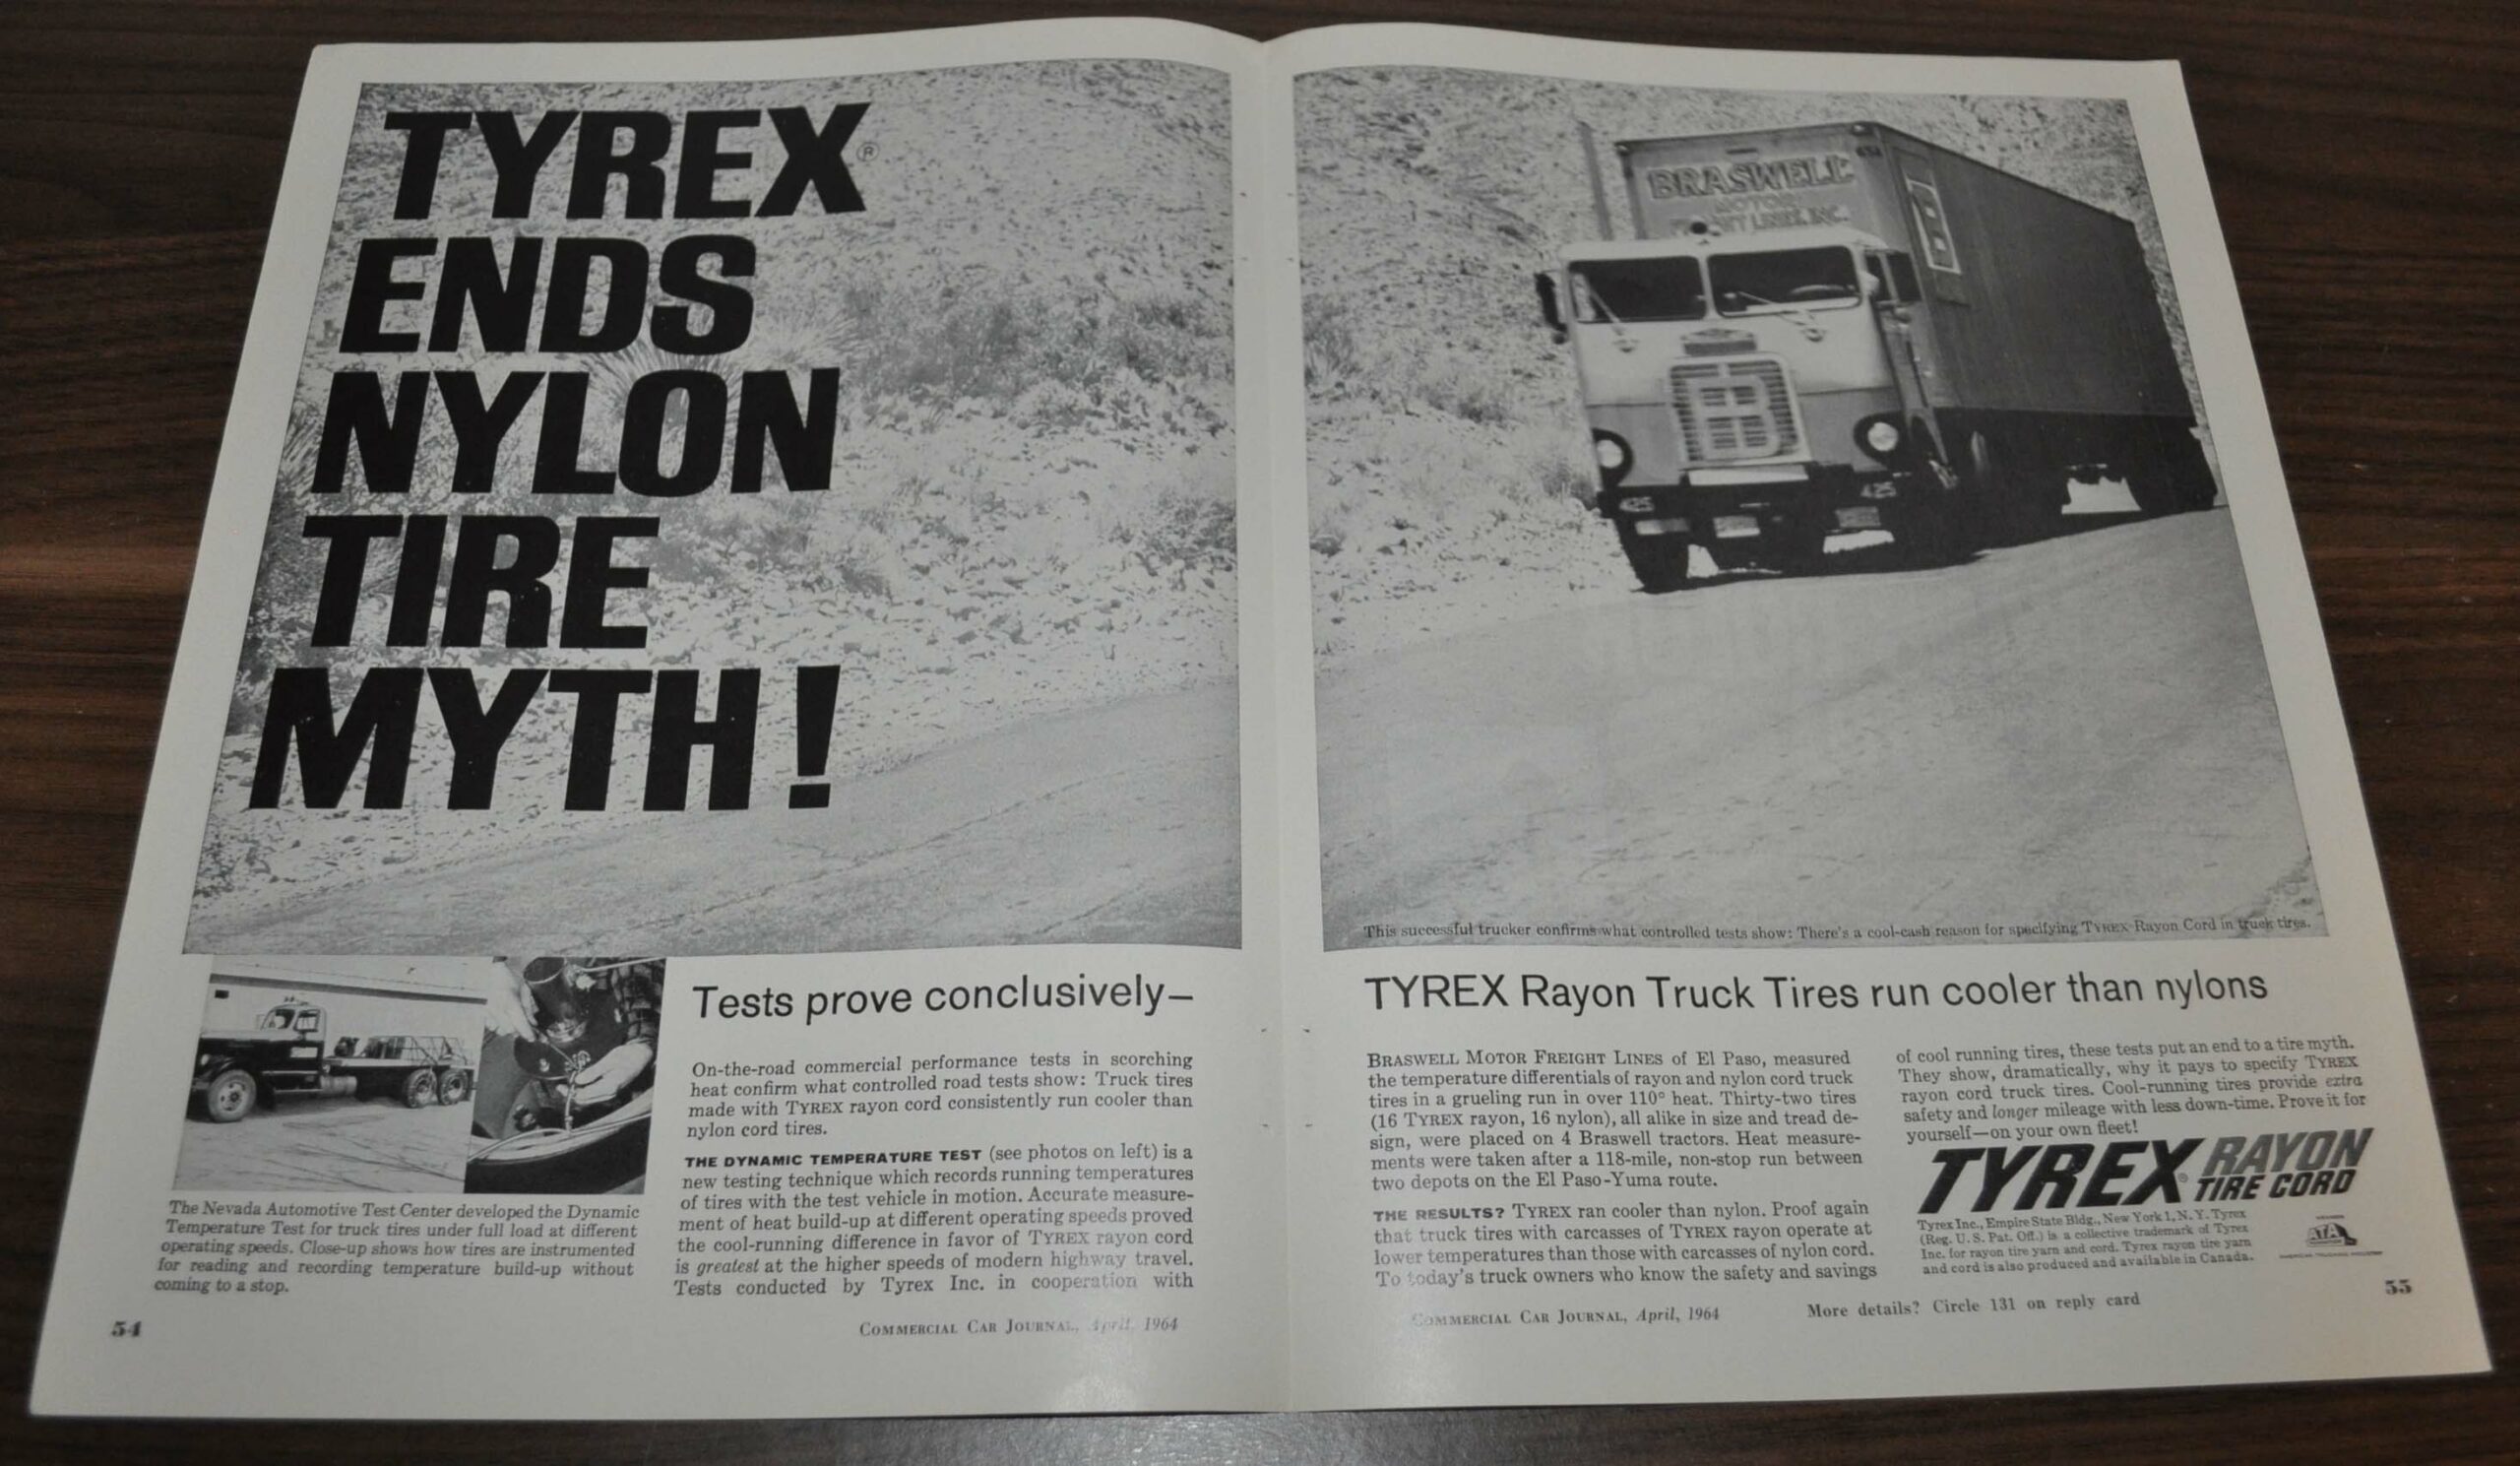 TYREX®
ENDS
NYLON
TIRE
MYTH!
BRASWELL
MOTOR
LINES, INC.
B
B
425
425
This successful trucker confirms what controlled tests show: There's a cool-cash reason for specifying TYREX Rayon Cord in truck tires.
The Nevada Automotive Test Center developed the Dynamic
Temperature Test for truck tires under full load at different
operating speeds. Close-up shows how tires are instrumented
for reading and recording temperature build-up without
coming to a stop.
Tests prove conclusively—
On-the-road commercial performance tests in scorching
heat confirm what controlled road tests show: Truck tires
made with TYREX rayon cord consistently run cooler than
nylon cord tires.
THE DYNAMIC TEMPERATURE TEST (see photos on left) is a
new testing technique which records running temperatures
of tires with the test vehicle in motion. Accurate measure-
ment of heat build-up at different operating speeds proved
the cool-running difference in favor of TYREX rayon cord
is greatest at the higher speeds of modern highway travel.
Tests conducted by Tyrex Inc. in cooperation with
54
COMMERCIAL CAR JOURNAL, April, 1964
TYREX Rayon Truck Tires run cooler than nylons
BRASWELL MOTOR FREIGHT LINES of El Paso, measured
the temperature differentials of rayon and nylon cord truck
tires in a grueling run in over 110° heat. Thirty-two tires
(16 TYREX rayon, 16 nylon), all alike in size and tread de-
sign, were placed on 4 Braswell tractors. Heat measure-
ments were taken after a 118-mile, non-stop run between
two depots on the El Paso-Yuma route.
THE RESULTS? TYREX ran cooler than nylon. Proof again
that truck tires with carcasses of TYREX rayon operate at
lower temperatures than those with carcasses of nylon cord.
To today's truck owners who know the safety and savings
of cool running tires, these tests put an end to a tire myth.
They show, dramatically, why it pays to specify TYREX
rayon cord truck tires. Cool-running tires provide extra
safety and longer mileage with less down-time. Prove it for
yourself—on your own fleet!
TYREX® RAYON
TIRE CORD
Tyrex Inc., Empire State Bldg., New York 1, N. Y. Tyrex
(Reg. U. S. Pat. Off.) is a collective trademark of Tyrex
Inc. for rayon tire yarn and cord. Tyrex rayon tire yarn
and cord is also produced and available in Canada.
ATA
COMMERCIAL CAR JOURNAL, April, 1964
More details? Circle 131 on reply card
55